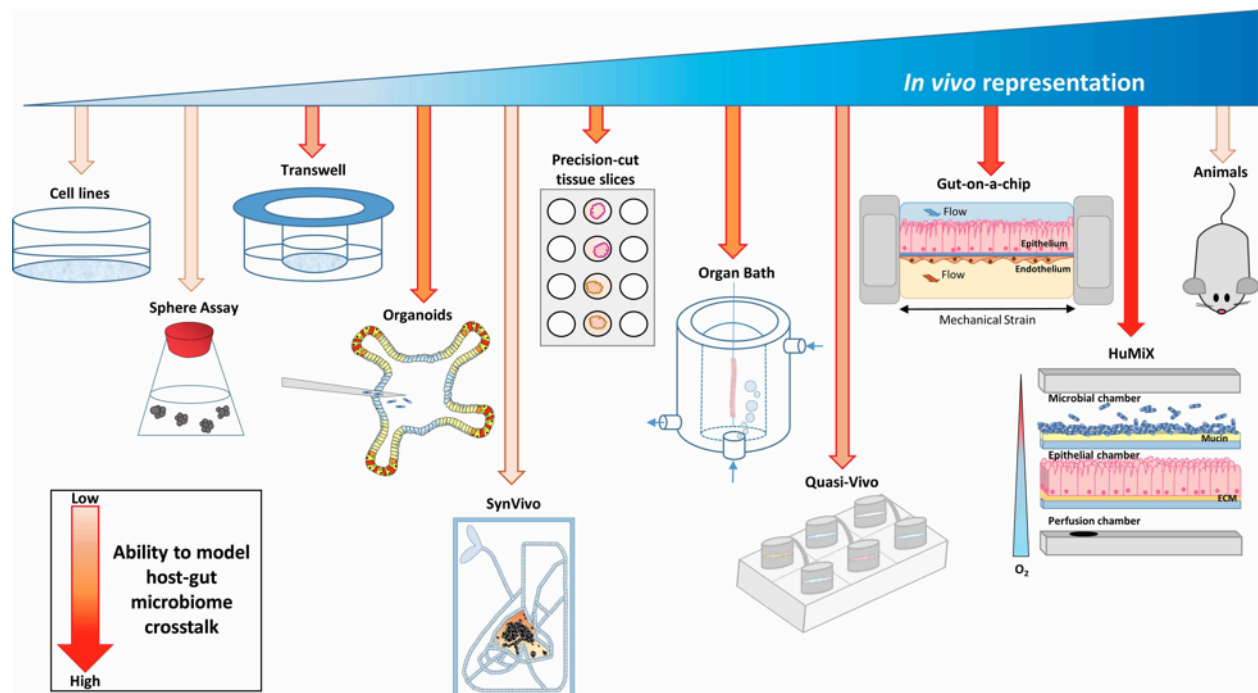 In vivo representation
Cell lines
Sphere Assay
Transwell
Organoids
SynVivo
Precision-cut
tissue slices
Organ Bath
Quasi-Vivo
Gut-on-a-chip
Flow
Epithelium
Endothelium
Flow
Mechanical Strain
HuMiX
Microbial chamber
Mucin
Epithelial chamber
ECM
Perfusion chamber
O₂
Animals
Low
Ability to model
host-gut
microbiome
crosstalk
High